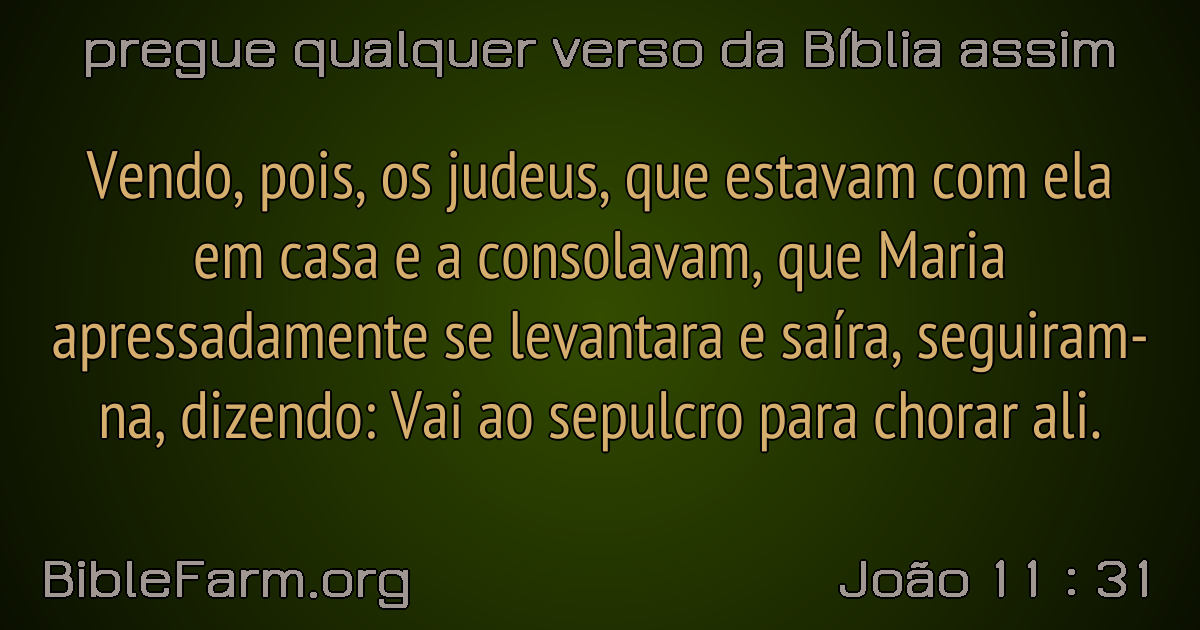 pregue qualquer verso da Bíblia assim
Vendo, pois, os judeus, que estavam com ela
em casa e a consolavam, que Maria
apressadamente se levantara e saíra, seguiram-
na, dizendo: Vai ao sepulcro para chorar ali.
BibleFarm.org
João 11 : 31